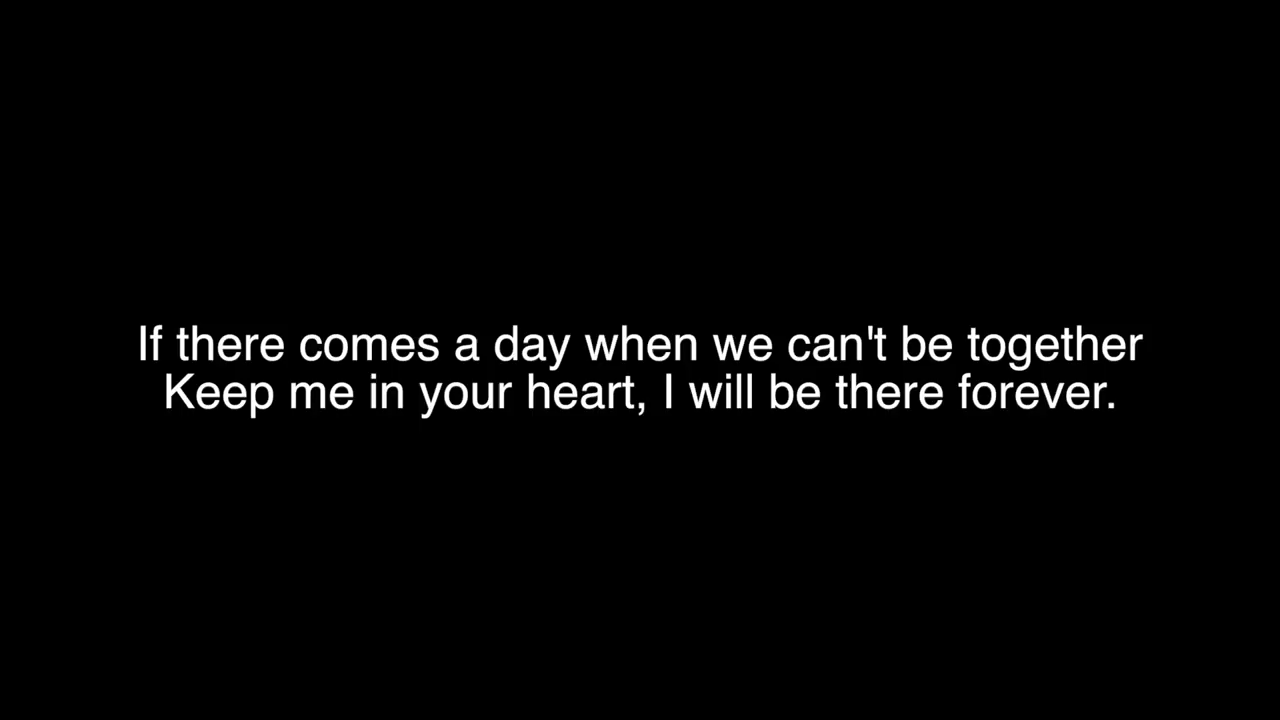 If there comes a day when we can't be together
Keep me in your heart, I will be there forever.